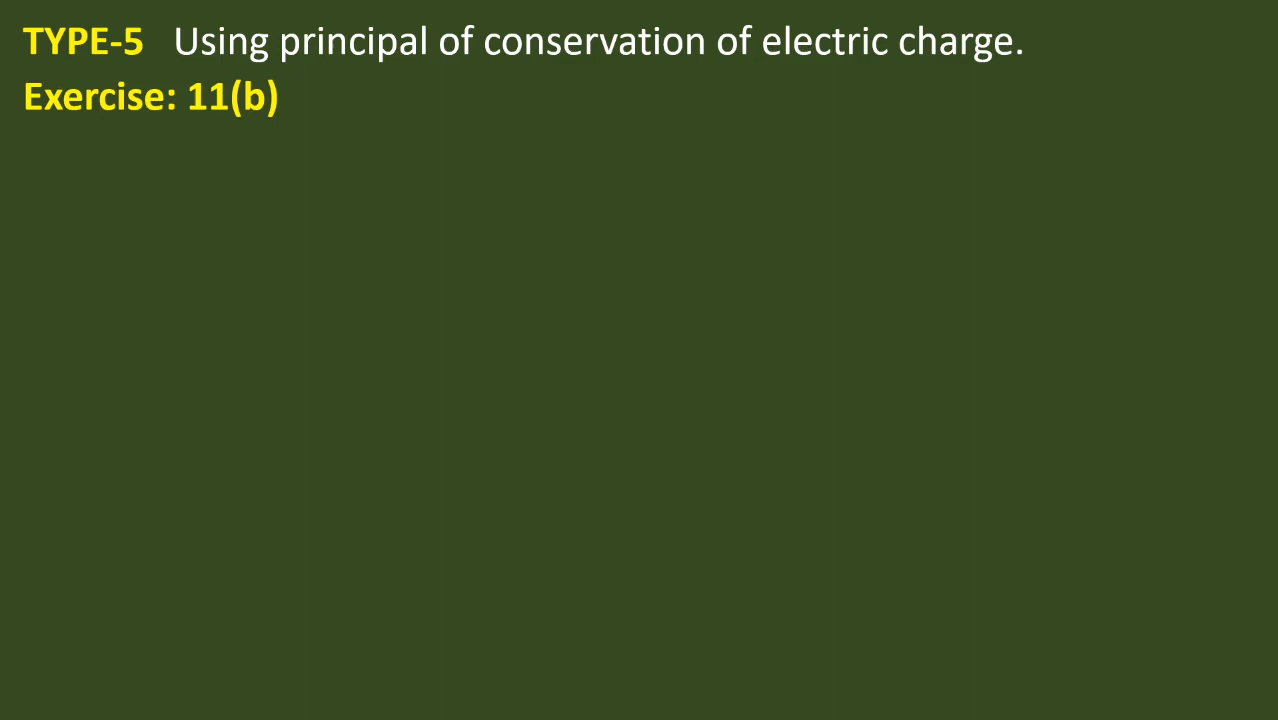 TYPE-5 Using principal of conservation of electric charge.
Exercise: 11(b)